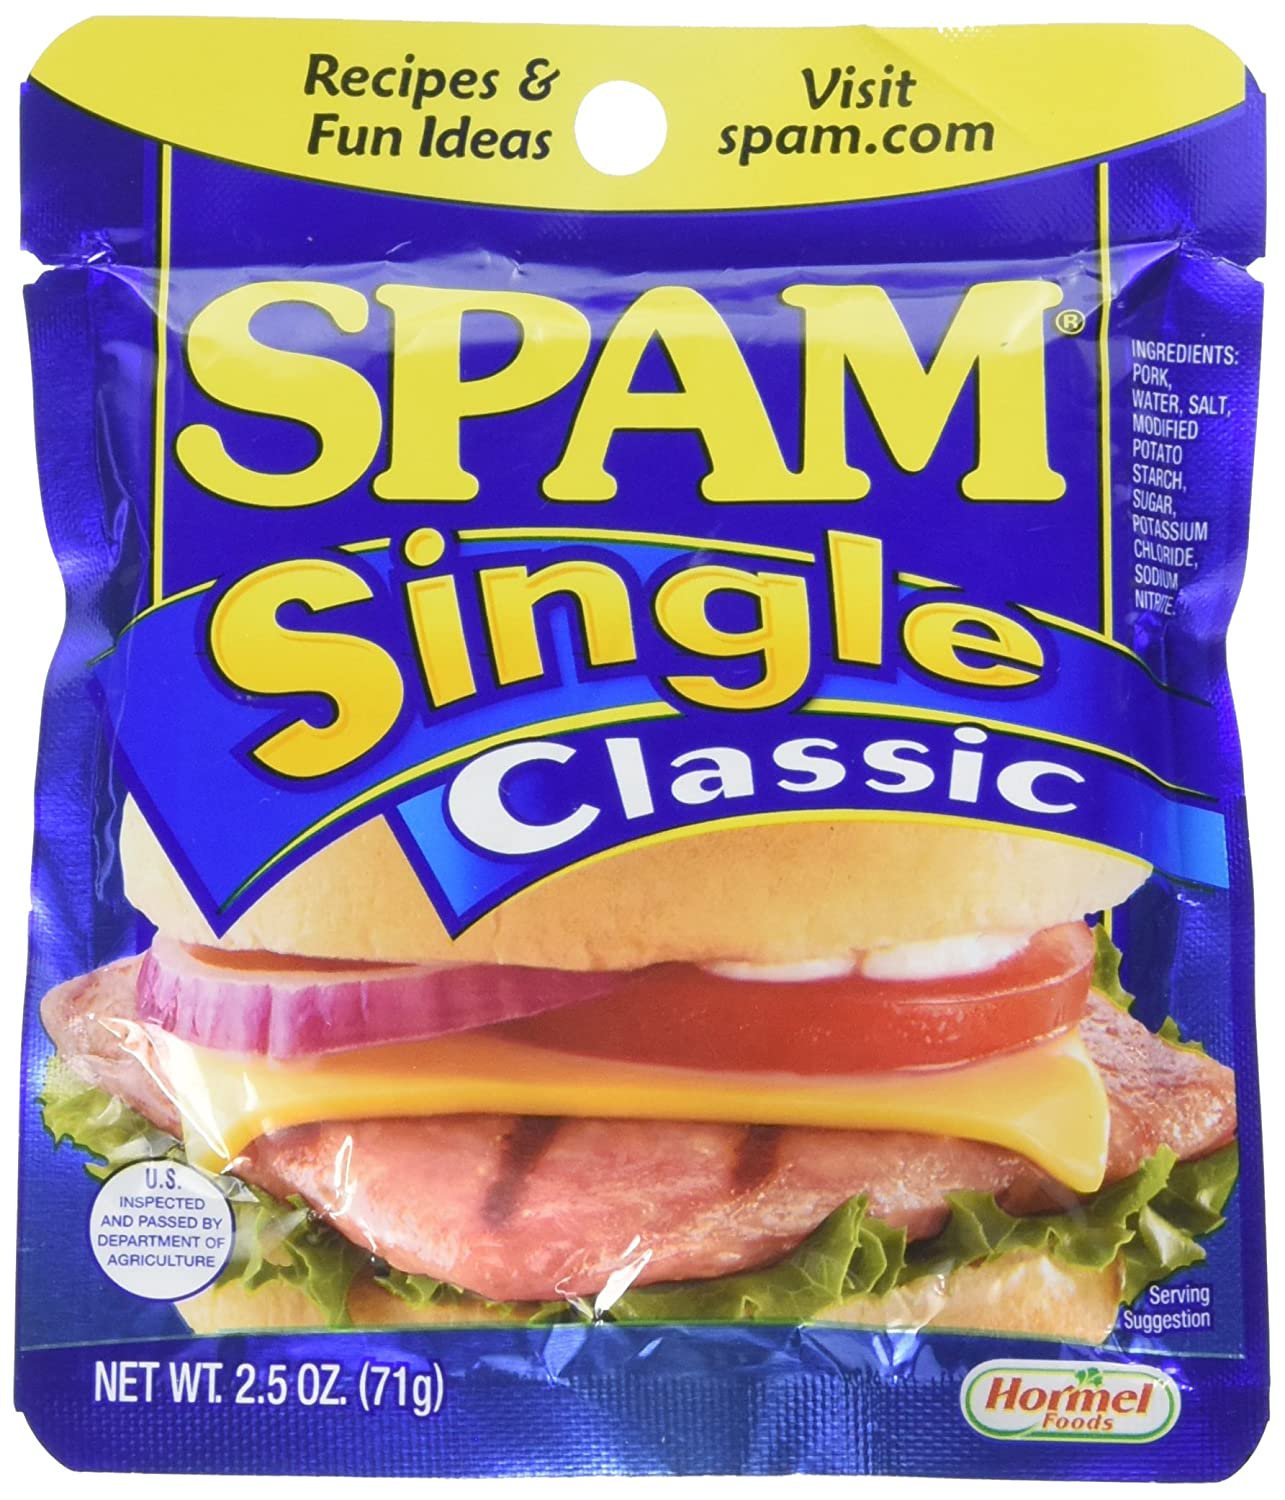 Recipes &
Fun Ideas
Visit
spam.com
SPAM®
Single
Classic
INGREDIENTS:
PORK,
WATER, SALT,
MODIFIED
POTATO
STARCH,
SUGAR,
POTASSIUM
CHLORIDE,
SODIUM
NITRITE.
U.S.
INSPECTED
AND PASSED BY
DEPARTMENT OF
AGRICULTURE
Serving
Suggestion
NET WT. 2.5 OZ. (71g)
Hormel
Foods